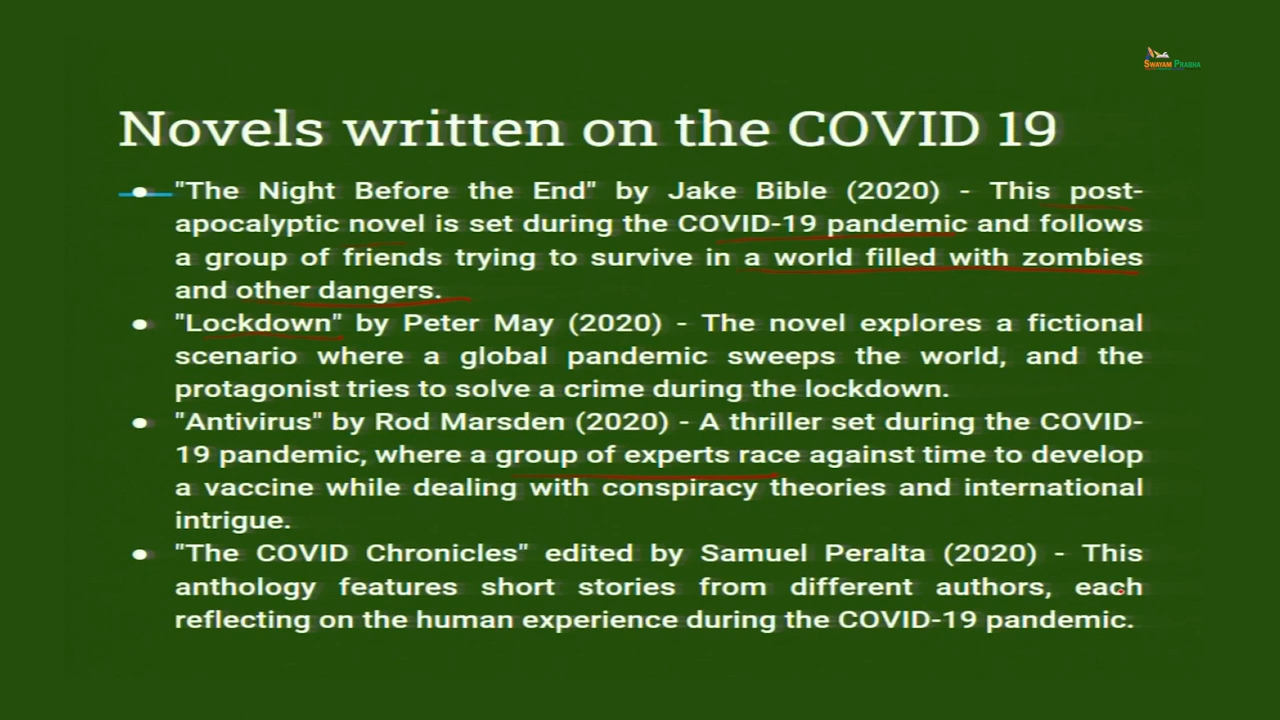 SWAYAM PRABHA
Novels written on the COVID 19
● "The Night Before the End" by Jake Bible (2020) - This post-
apocalyptic novel is set during the COVID-19 pandemic and follows
a group of friends trying to survive in a world filled with zombies
and other dangers.
● "Lockdown" by Peter May (2020) - The novel explores a fictional
scenario where a global pandemic sweeps the world, and the
protagonist tries to solve a crime during the lockdown.
● "Antivirus" by Rod Marsden (2020) - A thriller set during the COVID-
19 pandemic, where a group of experts race against time to develop
a vaccine while dealing with conspiracy theories and international
intrigue.
● "The COVID Chronicles" edited by Samuel Peralta (2020) - This
anthology features short stories from different authors, each
reflecting on the human experience during the COVID-19 pandemic.